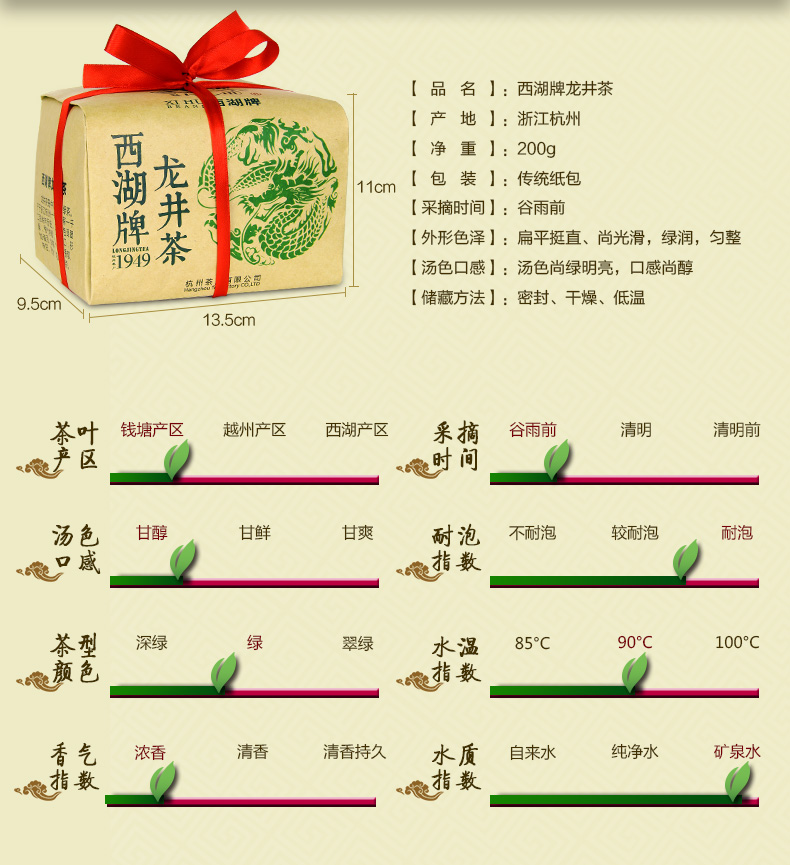 XI HU 西湖牌
西湖牌
龙井茶
LONGJINGTEA
1949
杭州茶 有限公司
11cm
9.5cm
13.5cm
【 品 名 】：西湖牌龙井茶
【 产 地 】：浙江杭州
【 净 重 】：200g
【 包 装 】：传统纸包
【采摘时间】：谷雨前
【外形色泽】：扁平挺直、尚光滑，绿润，匀整
【汤色口感】：汤色尚绿明亮，口感尚醇
【储藏方法】：密封、干燥、低温
茶叶
产区
钱塘产区 越州产区 西湖产区
采摘
时间
谷雨前 清明 清明前
汤色
口感
甘醇 甘鲜 甘爽
耐泡
指数
不耐泡 较耐泡 耐泡
茶型
颜色
深绿 绿 翠绿
水温
指数
85°C 90°C 100°C
香气
指数
浓香 清香 清香持久
水质
指数
自来水 纯净水 矿泉水